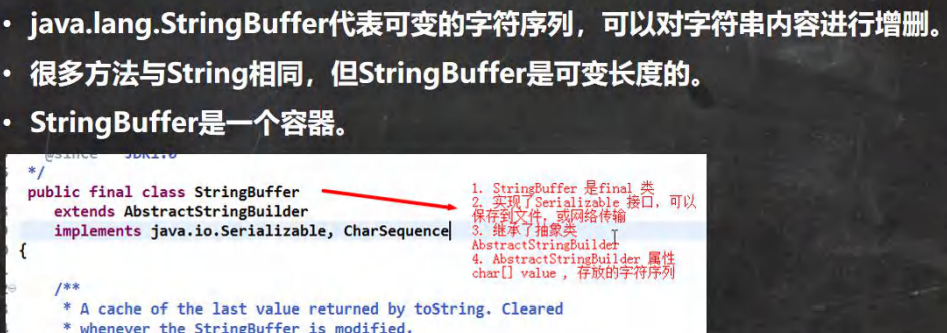 • java.lang.StringBuffer代表可变的字符序列，可以对字符串内容进行增删。
• 很多方法与String相同，但StringBuffer是可变长度的。
• StringBuffer是一个容器。
@since JDK1.0
*/
public final class StringBuffer
extends AbstractStringBuilder
implements java.io.Serializable, CharSequence
{
1. StringBuffer 是final 类
2. 实现了Serializable 接口，可以
保存到文件，或网络传输
3. 继承了抽象类
AbstractStringBuilder
4. AbstractStringBuilder 属性
char[] value ，存放的字符序列
/**
* A cache of the last value returned by toString. Cleared
* whenever the StringBuffer is modified.